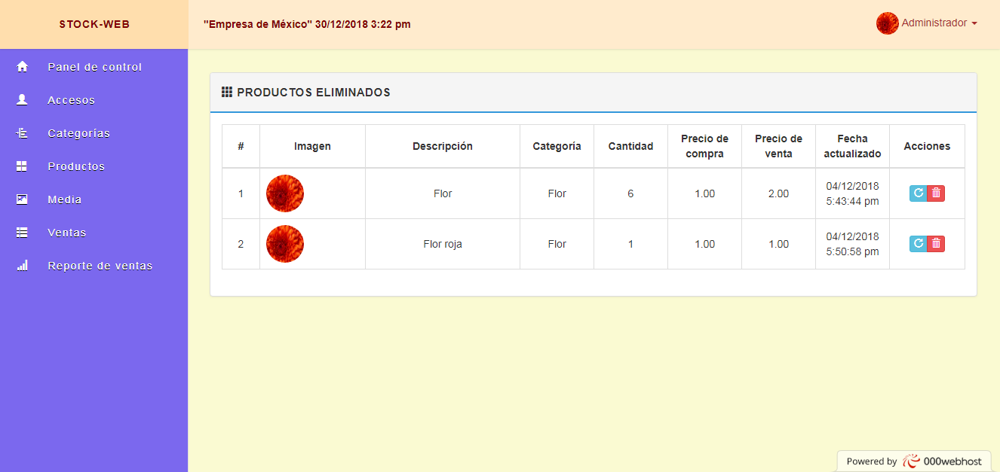 STOCK-WEB
"Empresa de México" 30/12/2018 3:22 pm
Administrador
Panel de control
Accesos
Categorías
Productos
Media
Ventas
Reporte de ventas
PRODUCTOS ELIMINADOS
# Imagen Descripción Categoría Cantidad Precio de compra Precio de venta Fecha actualizado Acciones
1 Flor Flor 6 1.00 2.00 04/12/2018 5:43:44 pm
2 Flor roja Flor 1 1.00 1.00 04/12/2018 5:50:58 pm
Powered by 000webhost